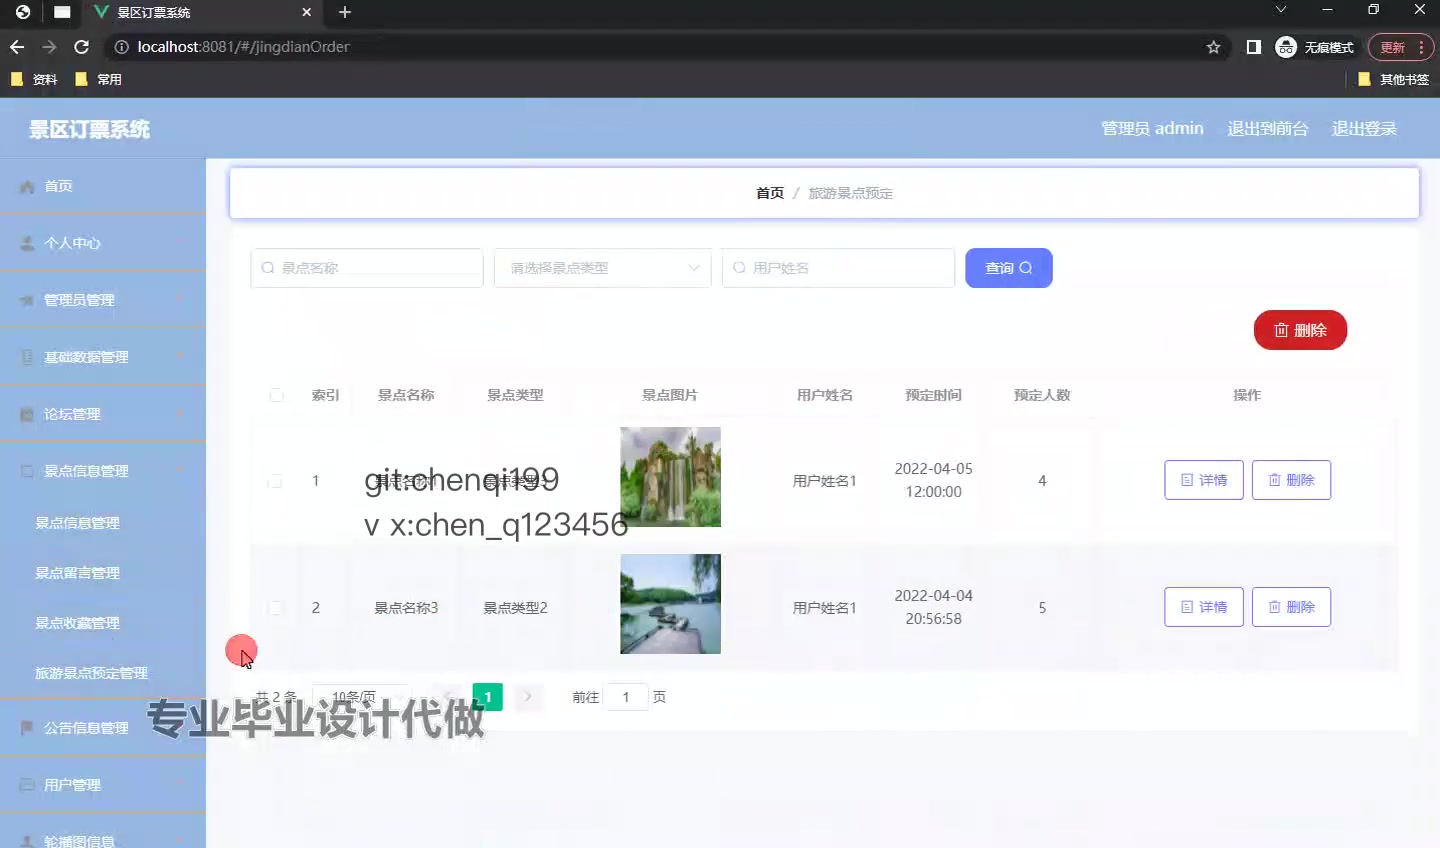 景区订票系统
localhost:8081/#/jingdianOrder
无痕模式
更新
资料
常用
其他书签
景区订票系统
管理员 admin
退出到前台
退出登录
首页
个人中心
管理员管理
基础数据管理
论坛管理
景点信息管理
景点信息管理
景点留言管理
景点收藏管理
旅游景点预定管理
公告信息管理
用户管理
轮播图信息
首页 / 旅游景点预定
景点名称
请选择景点类型
用户姓名
查询
删除
索引 景点名称 景点类型 景点图片 用户姓名 预定时间 预定人数 操作
1 用户姓名1 2022-04-05 12:00:00 4 详情 删除
git:chenqi199
v x:chen_q123456
2 景点名称3 景点类型2 用户姓名1 2022-04-04 20:56:58 5 详情 删除
共 2 条 10条/页 1 前往 1 页
专业毕业设计代做